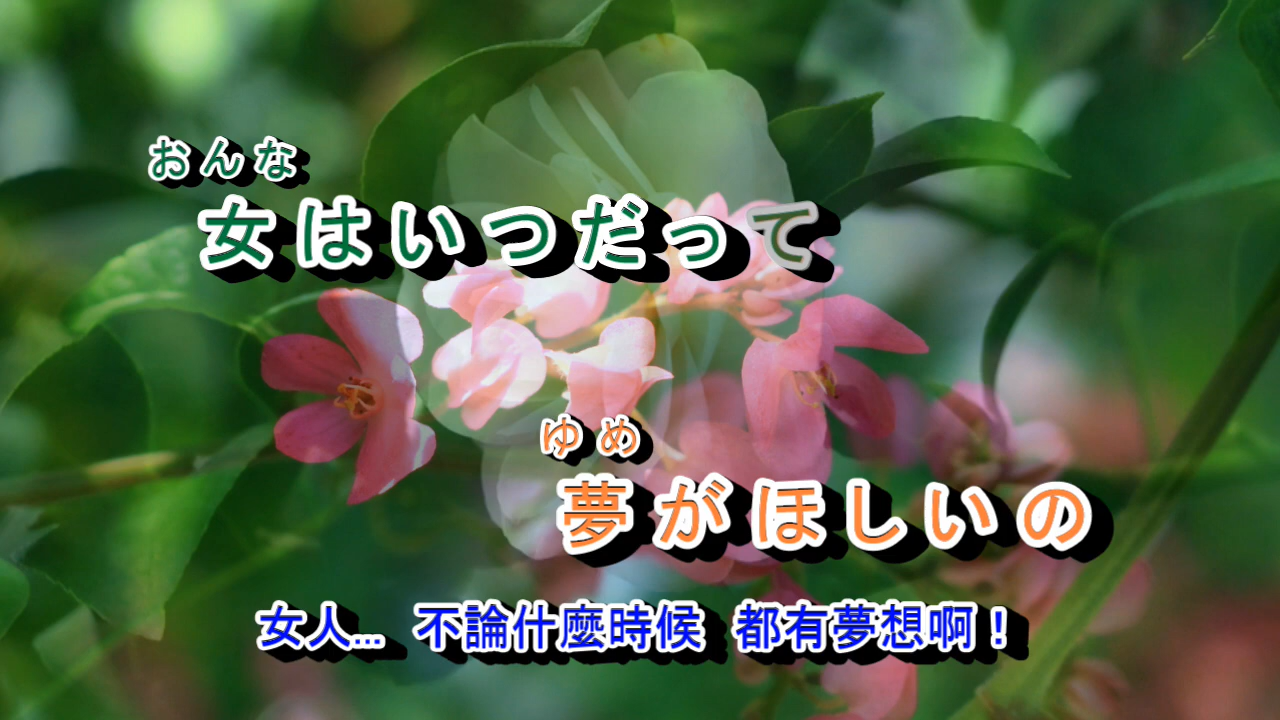 おんな
女はいつだって
ゆめ
夢がほしいの
女人... 不論什麼時候 都有夢想啊！